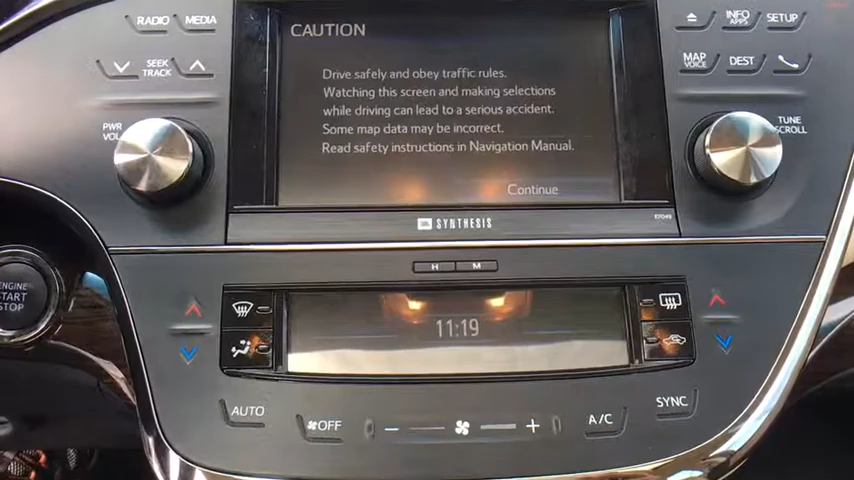 RADIO MEDIA
CAUTION
INFO APPS SETUP
SEEK TRACK
MAP VOICE DEST
Drive safely and obey traffic rules.
Watching this screen and making selections
while driving can lead to a serious accident.
Some map data may be incorrect.
Read safety instructions in Navigation Manual.
PWR VOL
TUNE SCROLL
Continue
JBL SYNTHESIS
H M
ENGINE
START
STOP
11:19
AUTO
OFF
A/C
SYNC